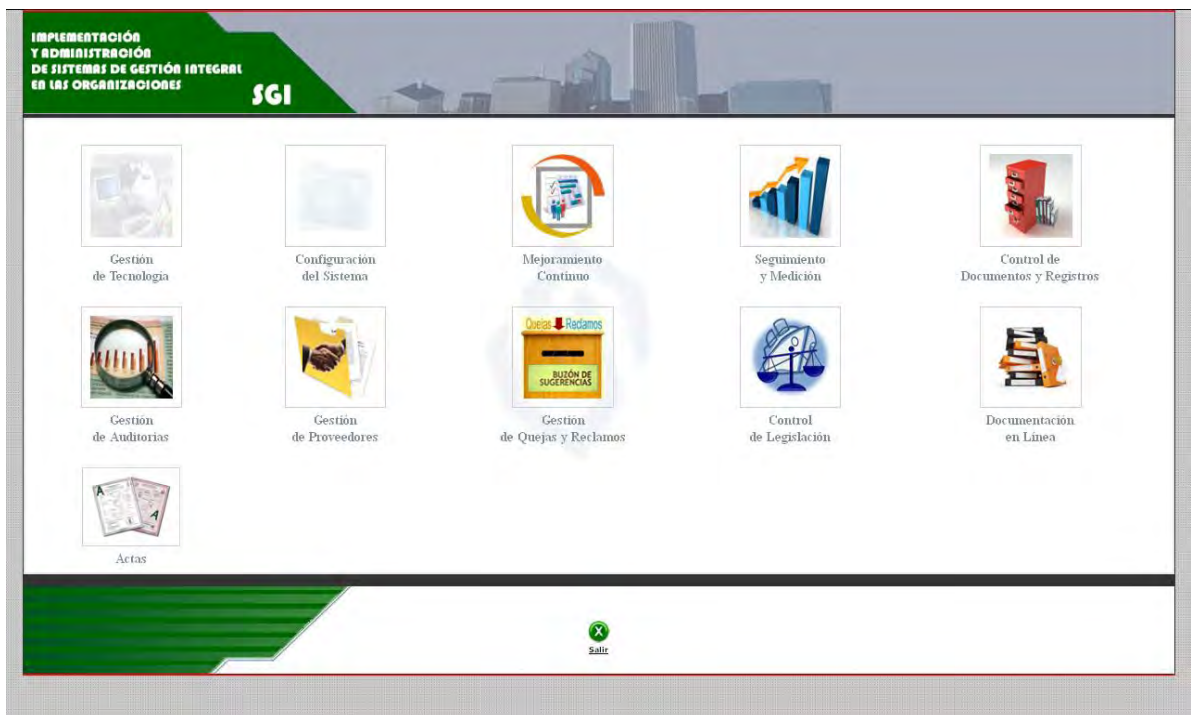 IMPLEMENTACIÓN
Y ADMINISTRACIÓN
DE SISTEMAS DE GESTIÓN INTEGRAL
EN LAS ORGANIZACIONES
SGI
Gestión
de Tecnologia
Configuración
del Sistema
Mejoramiento
Continuo
Seguimiento
y Medición
Control de
Documentos y Registros
Quejas Reclamos
BUZÓN DE
SUGERENCIAS
Gestión
de Auditorias
Gestión
de Proveedores
Gestión
de Quejas y Reclamos
Control
de Legislación
Documentación
en Linea
A
A
Actas
X
Salir